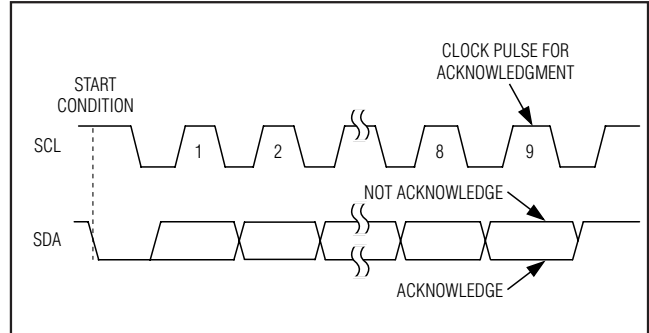 CLOCK PULSE FOR
ACKNOWLEDGMENT
START
CONDITION
SCL
1
2
8
9
NOT ACKNOWLEDGE
SDA
ACKNOWLEDGE